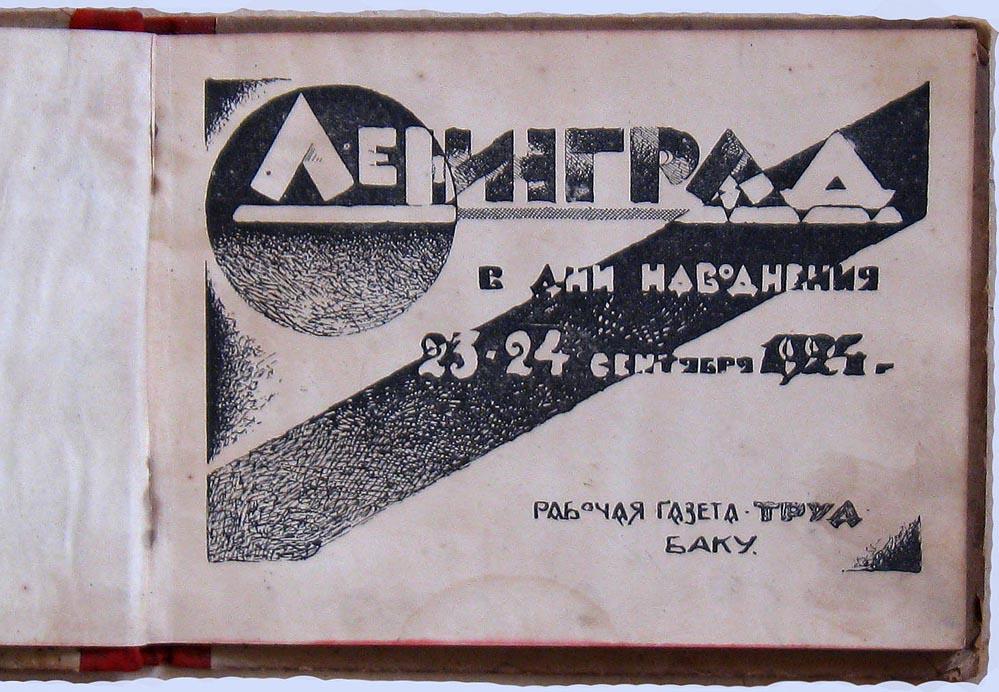 ЛЕНИНГРАД
В ДНИ НАВОДНЕНИЯ
23-24 СЕНТЯБРЯ 1924 г
РАБОЧАЯ ГАЗЕТА - ТРУД
БАКУ.